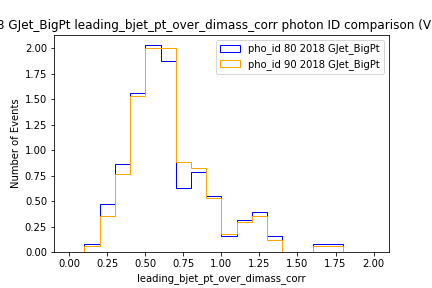 GJet_BigPt leading_bjet_pt_over_dimass_corr photon ID comparison (V
pho_id 80 2018 GJet_BigPt
pho_id 90 2018 GJet_BigPt
Number of Events
2.00
1.75
1.50
1.25
1.00
0.75
0.50
0.25
0.00
0.00 0.25 0.50 0.75 1.00 1.25 1.50 1.75 2.00
leading_bjet_pt_over_dimass_corr